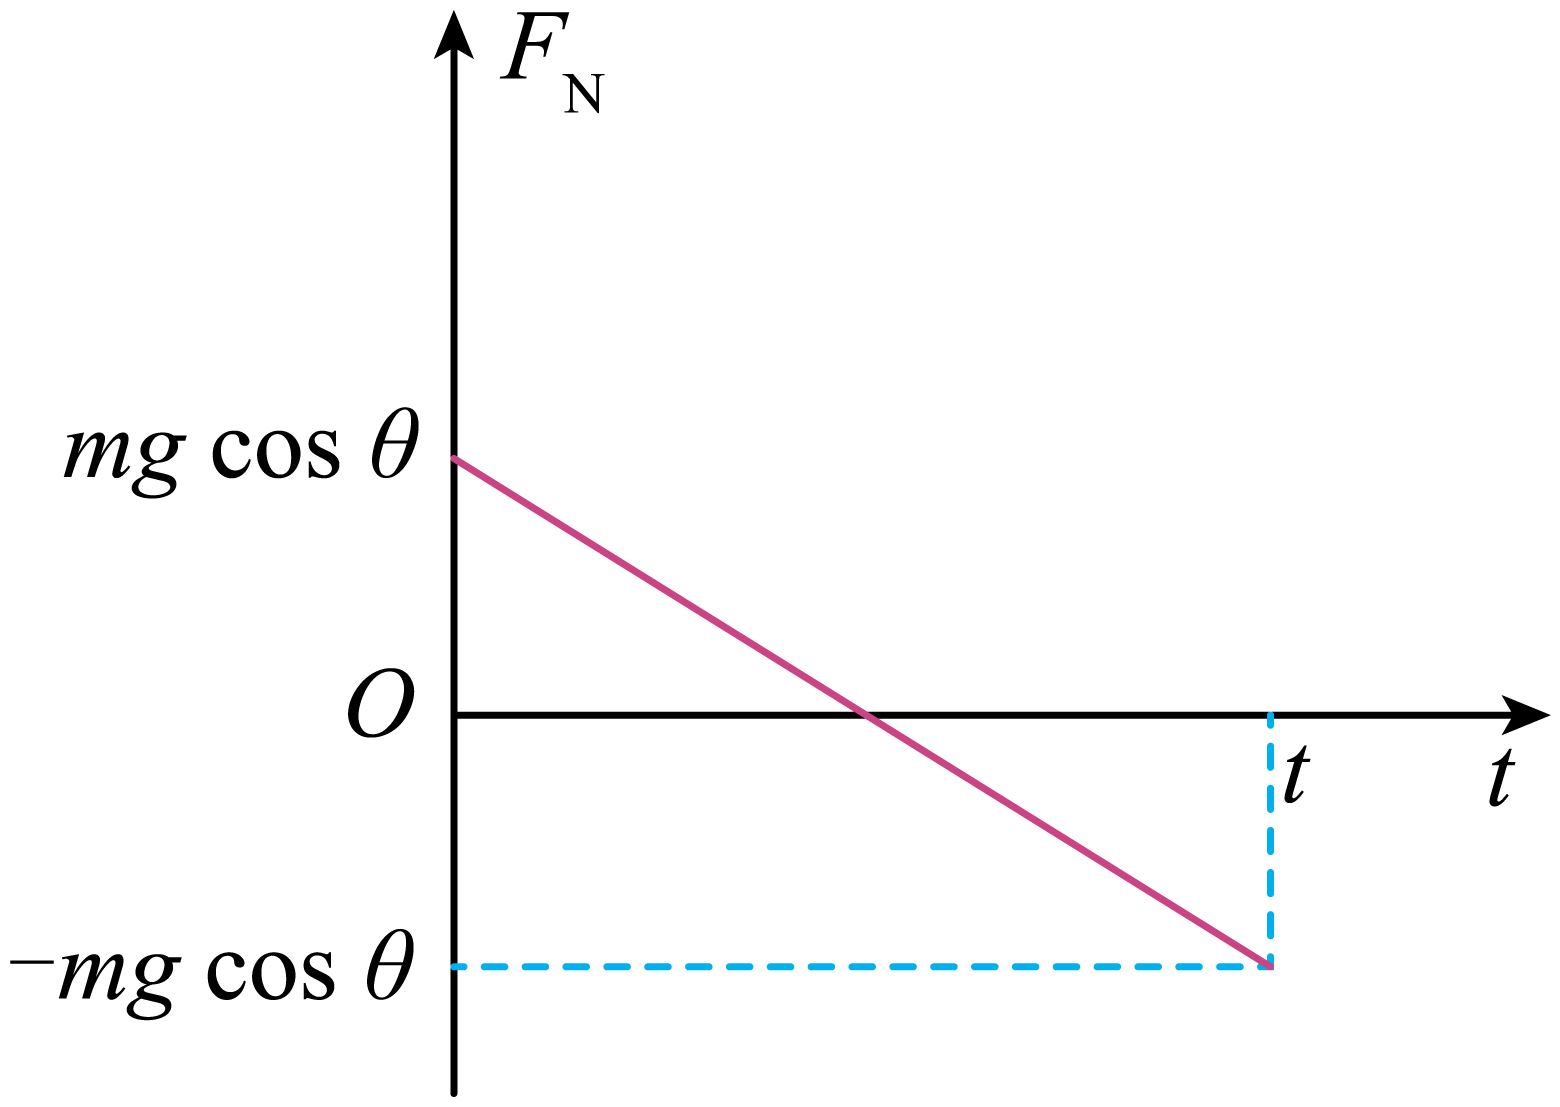 F_N
mg cos θ
O
t
t
−mg cos θ